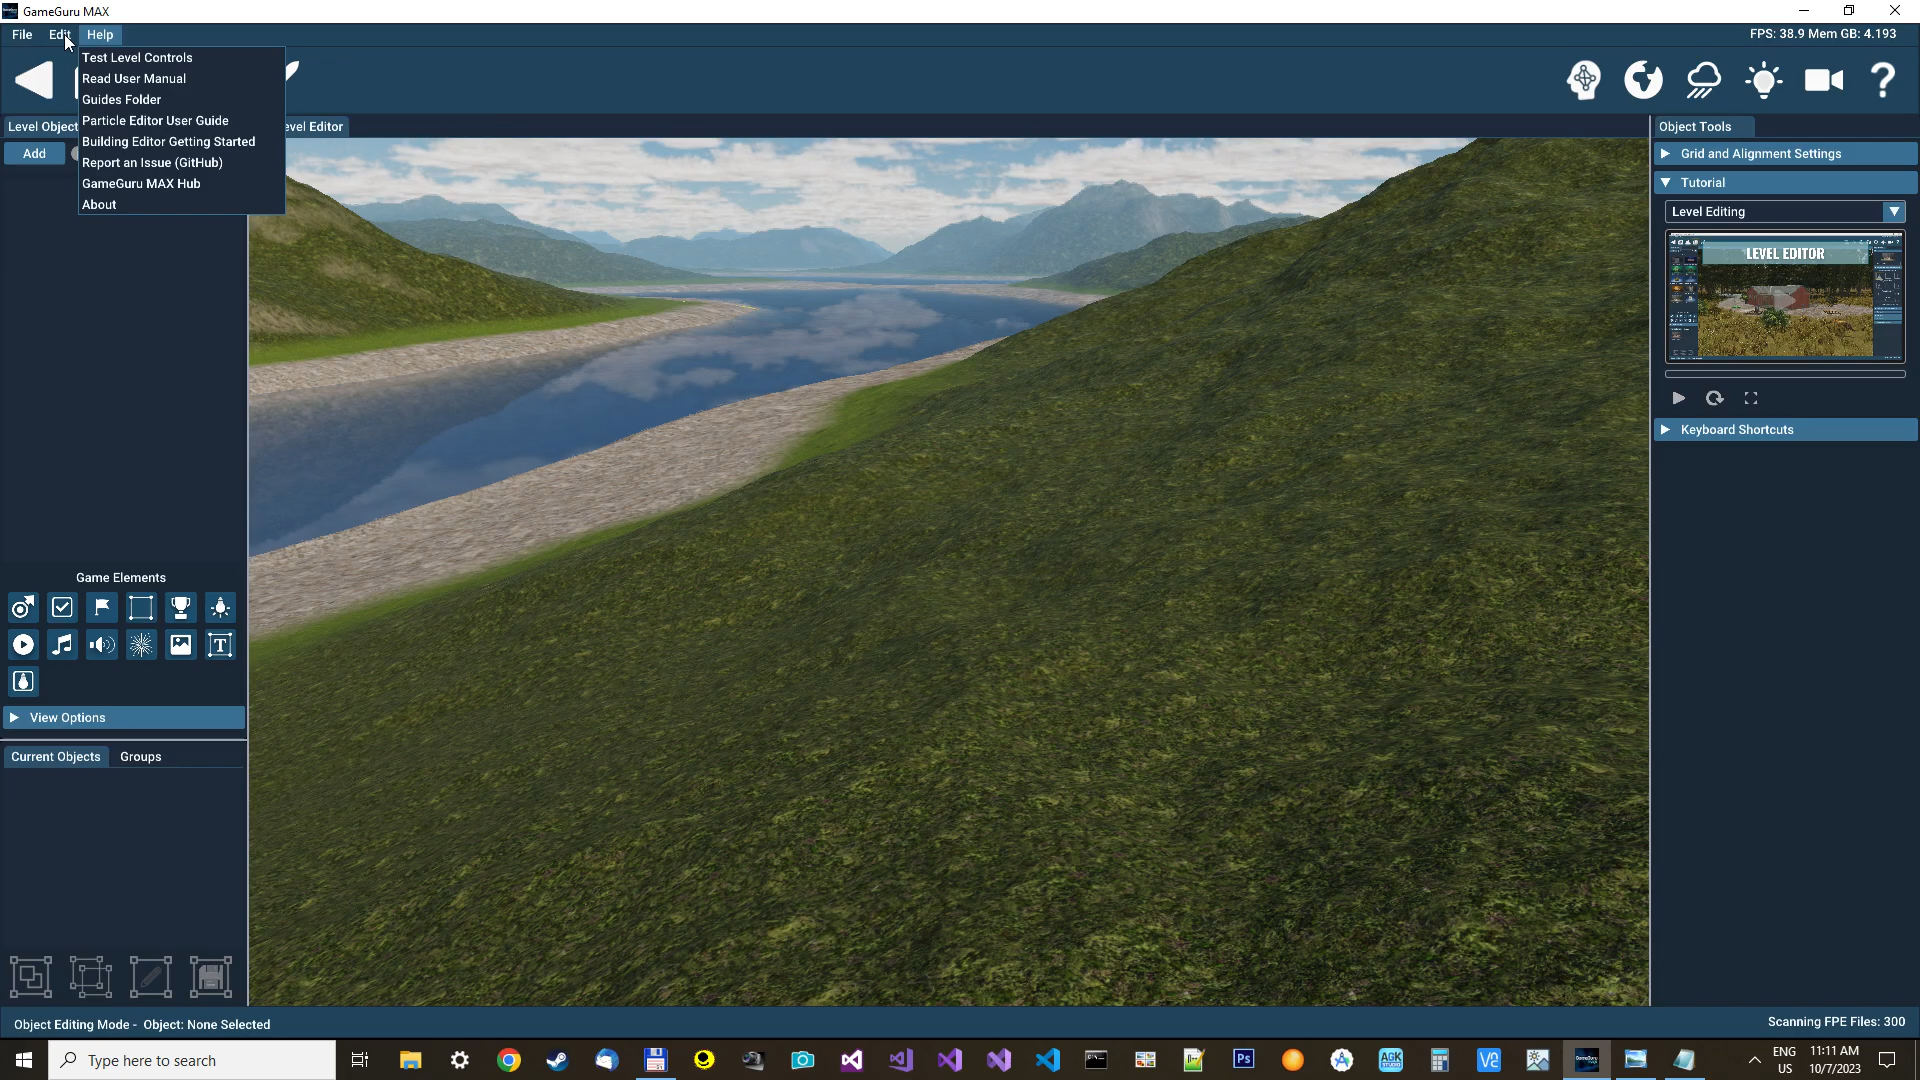 GameGuru MAX
File Edit Help
FPS: 38.9 Mem GB: 4.193
Test Level Controls
Read User Manual
Guides Folder
Particle Editor User Guide
Building Editor Getting Started
Report an Issue (GitHub)
GameGuru MAX Hub
About
Level Object
evel Editor
Add
Object Tools
Grid and Alignment Settings
Tutorial
Level Editing
LEVEL EDITOR
Keyboard Shortcuts
Game Elements
T
View Options
Current Objects Groups
Object Editing Mode - Object: None Selected
Scanning FPE Files: 300
Type here to search
Ps
AGK
STUDIO
ENG
US
11:11 AM
10/7/2023